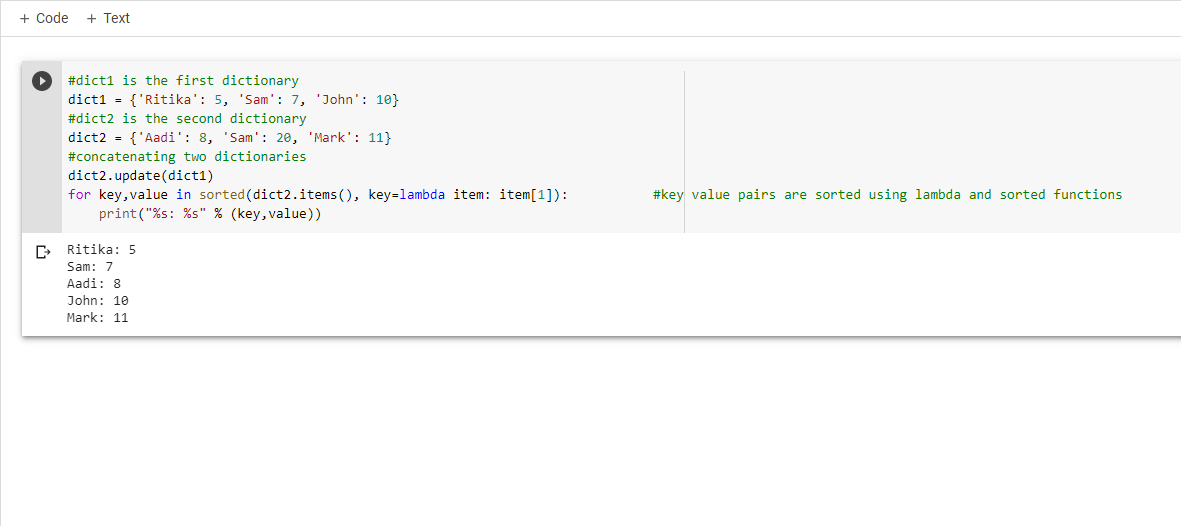 + Code + Text
#dict1 is the first dictionary
dict1 = {'Ritika': 5, 'Sam': 7, 'John': 10}
#dict2 is the second dictionary
dict2 = {'Aadi': 8, 'Sam': 20, 'Mark': 11}
#concatenating two dictionaries
dict2.update(dict1)
for key,value in sorted(dict2.items(), key=lambda item: item[1]): #key value pairs are sorted using lambda and sorted functions
    print("%s: %s" % (key,value))
Ritika: 5
Sam: 7
Aadi: 8
John: 10
Mark: 11